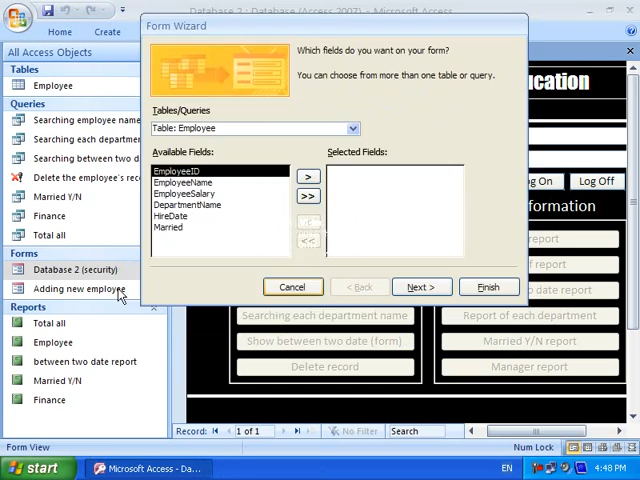 Database 2 : Database (Access 2007) - Microsoft Access
Home
Create
Form Wizard
Which fields do you want on your form?
You can choose from more than one table or query.
Tables/Queries
Table: Employee
Available Fields:
Selected Fields:
EmployeeID
EmployeeName
EmployeeSalary
DepartmentName
HireDate
Married
>
>>
<
<<
Cancel
< Back
Next >
Finish
All Access Objects
Tables
Employee
Queries
Searching employee name
Searching each department
Searching between two da
Delete the employee's rec
Married Y/N
Finance
Total all
Forms
Database 2 (security)
Adding new employee
Reports
Total all
Employee
between two date report
Married Y/N
Finance
ucation
g On
Log Off
formation
report
of report
o date report
report
Searching each department name
Report of each department
Show between two date (form)
Married Y/N report
Delete record
Manager report
Record:
1 of 1
No Filter
Search
Form View
Num Lock
start
Microsoft Access - Da...
EN
4:48 PM